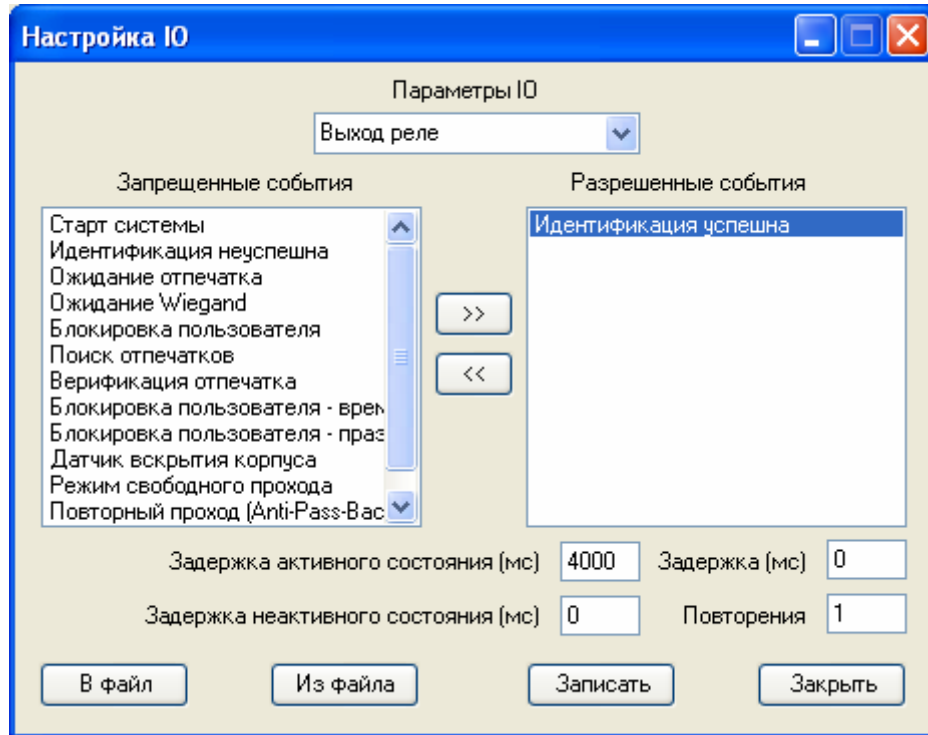 Настройка IO
Параметры IO
Выход реле
Запрещенные события
Разрешенные события
Старт системы
Идентификация неуспешна
Ожидание отпечатка
Ожидание Wiegand
Блокировка пользователя
Поиск отпечатков
Верификация отпечатка
Блокировка пользователя - врем
Блокировка пользователя - праз
Датчик вскрытия корпуса
Режим свободного прохода
Повторный проход (Anti-Pass-Bac
Идентификация успешна
>>
<<
Задержка активного состояния (мс) 4000 Задержка (мс) 0
Задержка неактивного состояния (мс) 0 Повторения 1
В файл Из файла Записать Закрыть